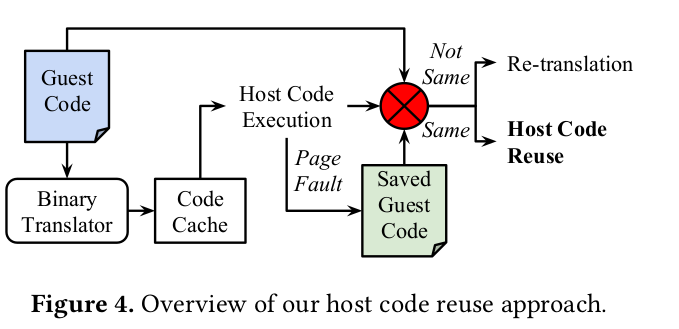 Guest
Code
Binary
Translator
Code
Cache
Host Code
Execution
Page
Fault
Saved
Guest
Code
Not
Same
Same
Re-translation
Host Code
Reuse
Figure 4. Overview of our host code reuse approach.